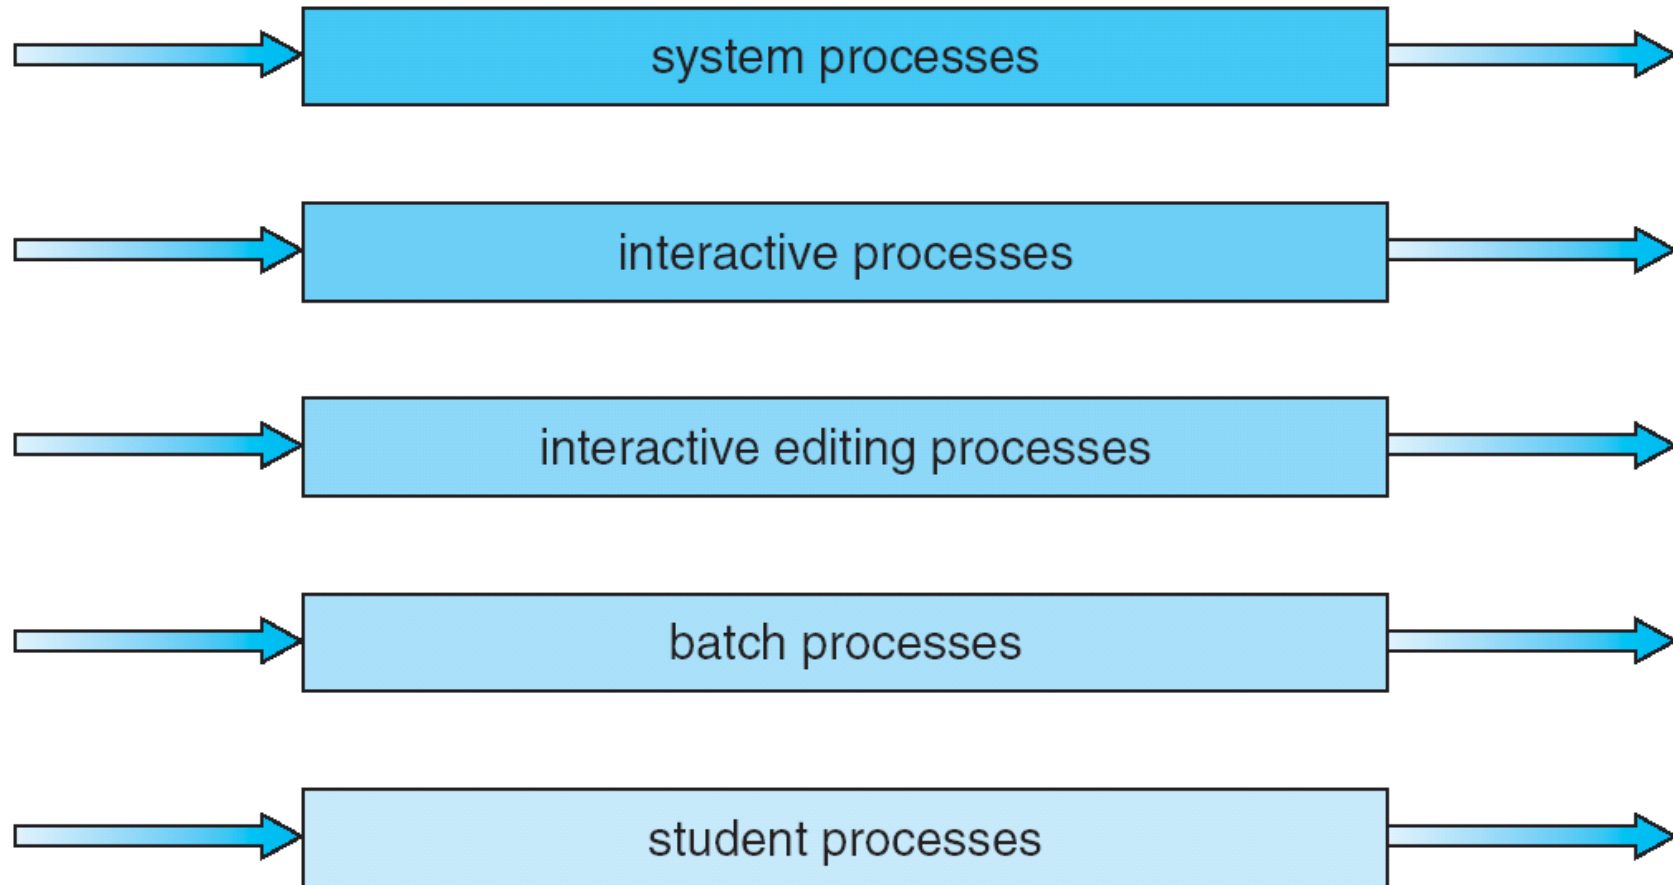 system processes
interactive processes
interactive editing processes
batch processes
student processes